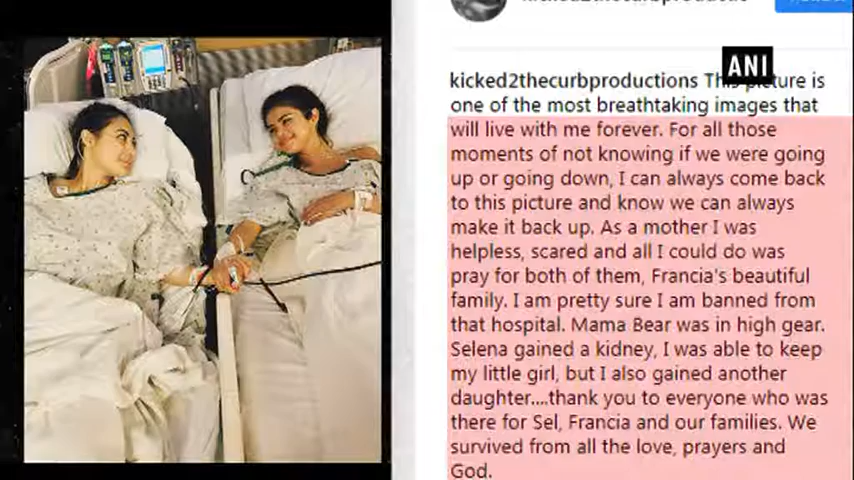 ANI
kicked2thecurbproductions This picture is
one of the most breathtaking images that
will live with me forever. For all those
moments of not knowing if we were going
up or going down, I can always come back
to this picture and know we can always
make it back up. As a mother I was
helpless, scared and all I could do was
pray for both of them, Francia's beautiful
family. I am pretty sure I am banned from
that hospital. Mama Bear was in high gear.
Selena gained a kidney, I was able to keep
my little girl, but I also gained another
daughter....thank you to everyone who was
there for Sel, Francia and our families. We
survived from all the love, prayers and
God.